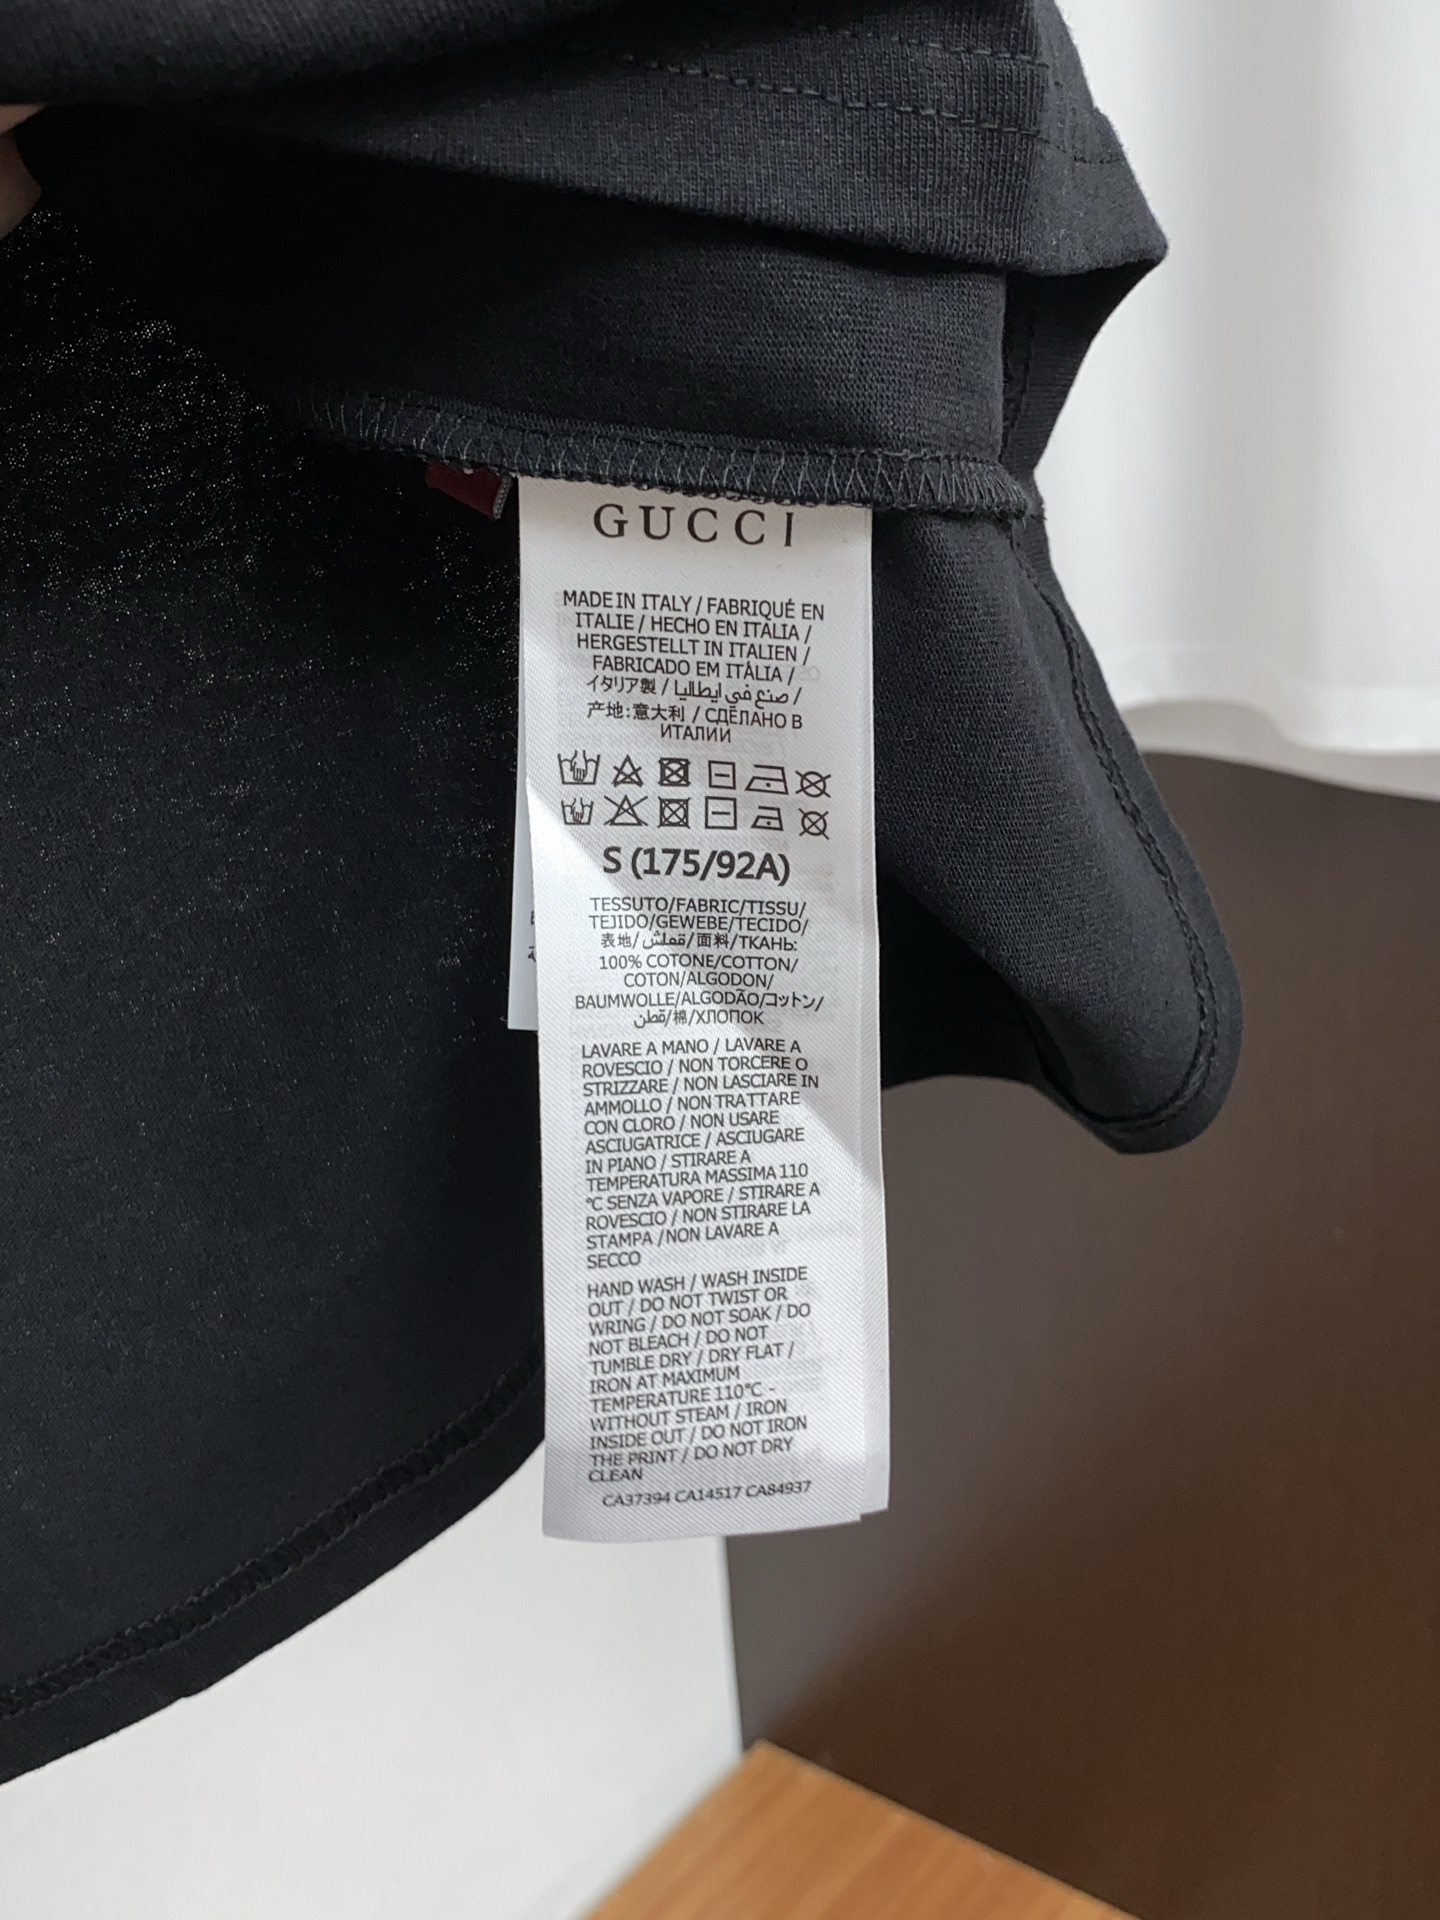 GUCCI
MADE IN ITALY / FABRIQUÉ EN
ITALIE / HECHO EN ITALIA /
HERGESTELLT IN ITALIEN /
FABRICADO EM ITÁLIA /
イタリア製 / صنع في ايطاليا /
产地:意大利 / СДЕЛАНО В
ИТАЛИИ
S (175/92A)
TESSUTO/FABRIC/TISSU/
TEJIDO/GEWEBE/TECIDO/
表地/قماش/面料/ТКАНЬ:
100% COTONE/COTTON/
COTON/ALGODON/
BAUMWOLLE/ALGODÃO/コットン/
قطن/棉/ХЛОПОК
LAVARE A MANO / LAVARE A
ROVESCIO / NON TORCERE O
STRIZZARE / NON LASCIARE IN
AMMOLLO / NON TRATTARE
CON CLORO / NON USARE
ASCIUGATRICE / ASCIUGARE
IN PIANO / STIRARE A
TEMPERATURA MASSIMA 110
°C SENZA VAPORE / STIRARE A
ROVESCIO / NON STIRARE LA
STAMPA /NON LAVARE A
SECCO
HAND WASH / WASH INSIDE
OUT / DO NOT TWIST OR
WRING / DO NOT SOAK / DO
NOT BLEACH / DO NOT
TUMBLE DRY / DRY FLAT /
IRON AT MAXIMUM
TEMPERATURE 110°C -
WITHOUT STEAM / IRON
INSIDE OUT / DO NOT IRON
THE PRINT / DO NOT DRY
CLEAN
CA37394 CA14517 CA84937